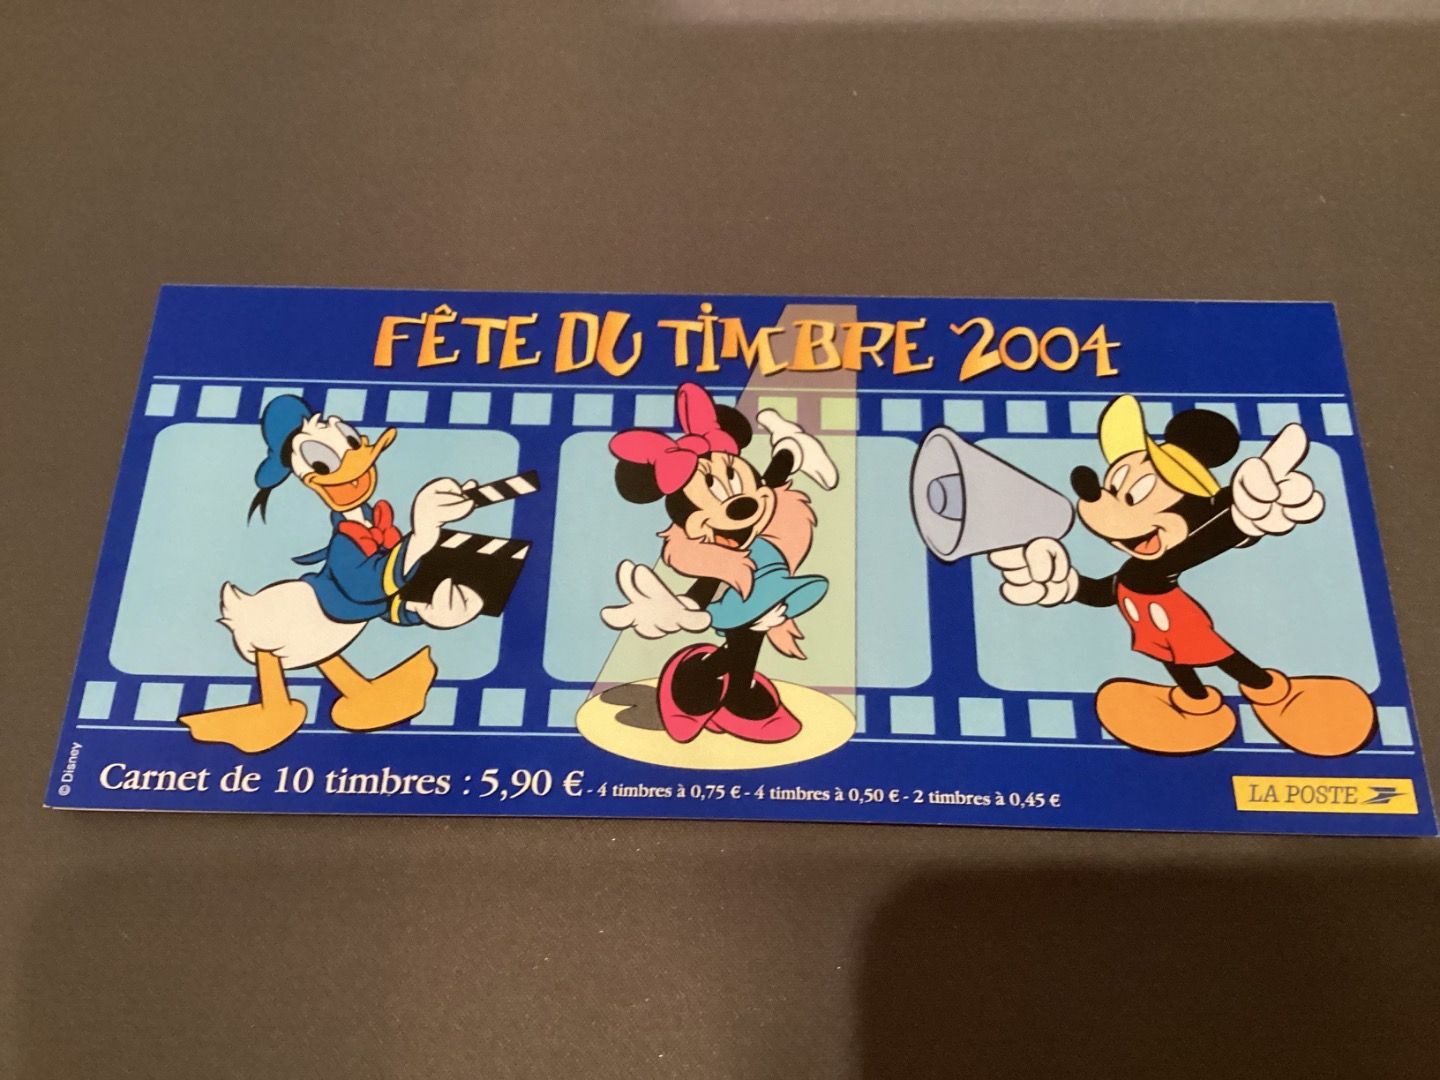 FÊTE DU TIMBRE 2004
© Disney
Carnet de 10 timbres : 5,90 € - 4 timbres à 0,75 € - 4 timbres à 0,50 € - 2 timbres à 0,45 €
LA POSTE